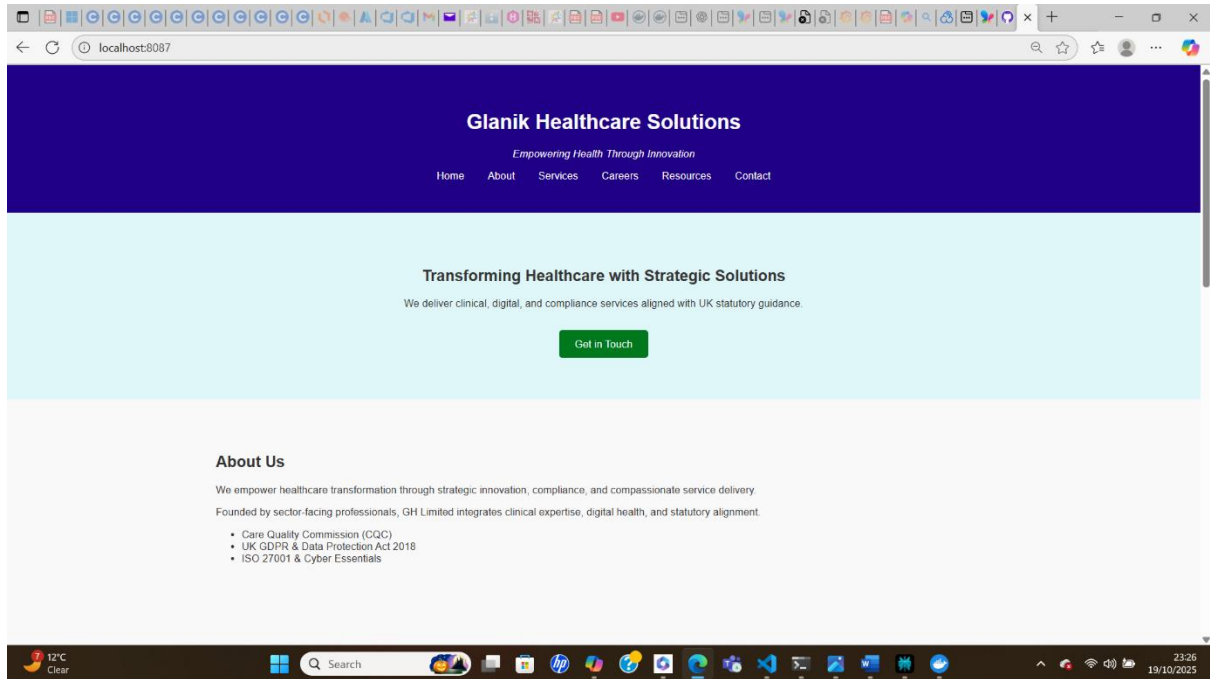 localhost:8087
Glanik Healthcare Solutions
Empowering Health Through Innovation
Home About Services Careers Resources Contact
Transforming Healthcare with Strategic Solutions
We deliver clinical, digital, and compliance services aligned with UK statutory guidance.
Get in Touch
About Us
We empower healthcare transformation through strategic innovation, compliance, and compassionate service delivery.
Founded by sector-facing professionals, GH Limited integrates clinical expertise, digital health, and statutory alignment.
• Care Quality Commission (CQC)
• UK GDPR & Data Protection Act 2018
• ISO 27001 & Cyber Essentials
7
12°C
Clear
Search
23:26
19/10/2025